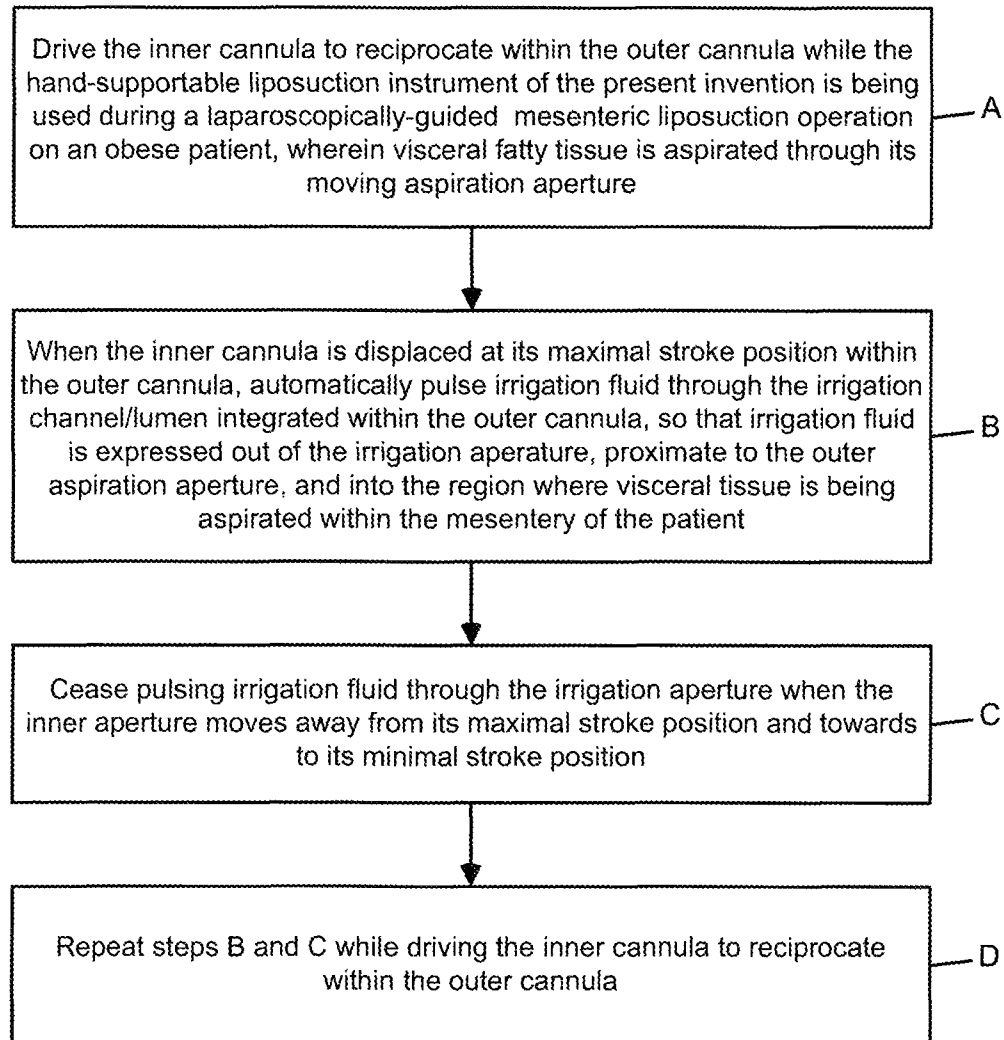 Drive the inner cannula to reciprocate within the outer cannula while the
hand-supportable liposuction instrument of the present invention is being
used during a laparoscopically-guided mesenteric liposuction operation
on an obese patient, wherein visceral fatty tissue is aspirated through its
moving aspiration aperture
A
When the inner cannula is displaced at its maximal stroke position within
the outer cannula, automatically pulse irrigation fluid through the irrigation
channel/lumen integrated within the outer cannula, so that irrigation fluid
is expressed out of the irrigation aperature, proximate to the outer
aspiration aperture, and into the region where visceral tissue is being
aspirated within the mesentery of the patient
B
Cease pulsing irrigation fluid through the irrigation aperture when the
inner aperture moves away from its maximal stroke position and towards
to its minimal stroke position
C
Repeat steps B and C while driving the inner cannula to reciprocate
within the outer cannula
D